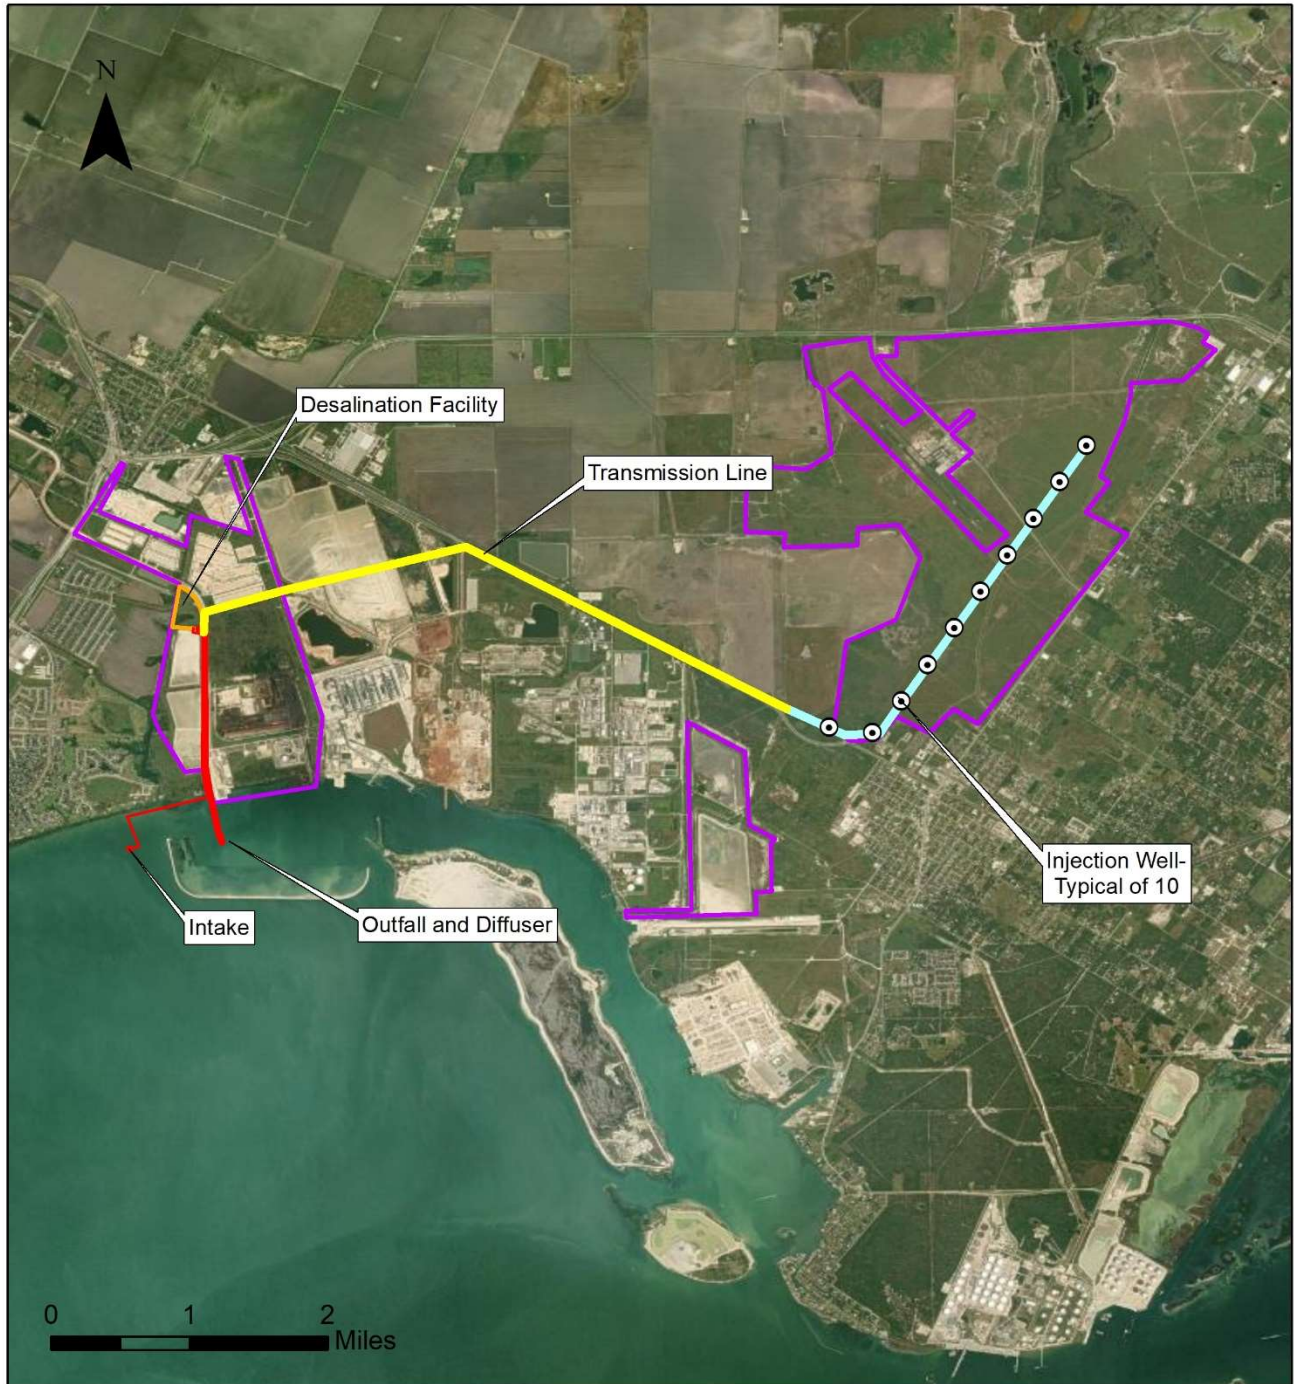 N
Desalination Facility
Transmission Line
Injection Well-
Typical of 10
Intake
Outfall and Diffuser
0 1 2
Miles